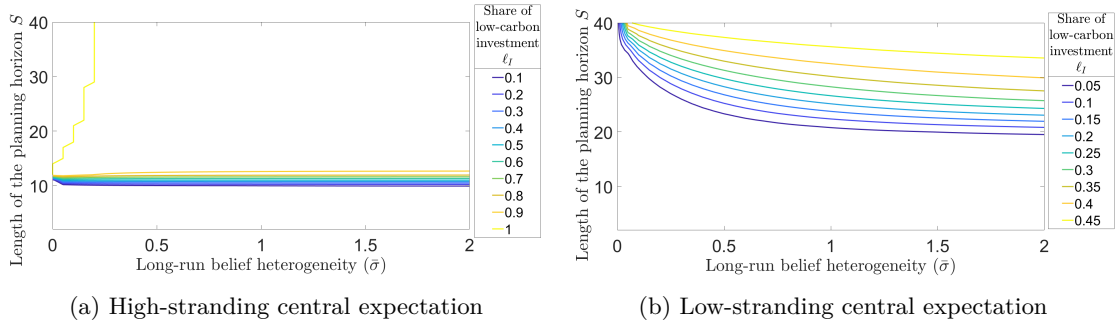 Length of the planning horizon S
40
30
20
10
0
0.5
1
1.5
2
Long-run belief heterogeneity (σ̄)
Share of
low-carbon
investment
ℓ_I
0.1
0.2
0.3
0.4
0.5
0.6
0.7
0.8
0.9
1
(a) High-stranding central expectation
Length of the planning horizon S
40
30
20
10
0
0.5
1
1.5
2
Long-run belief heterogeneity (σ̄)
Share of
low-carbon
investment
ℓ_I
0.05
0.1
0.15
0.2
0.25
0.3
0.35
0.4
0.45
(b) Low-stranding central expectation